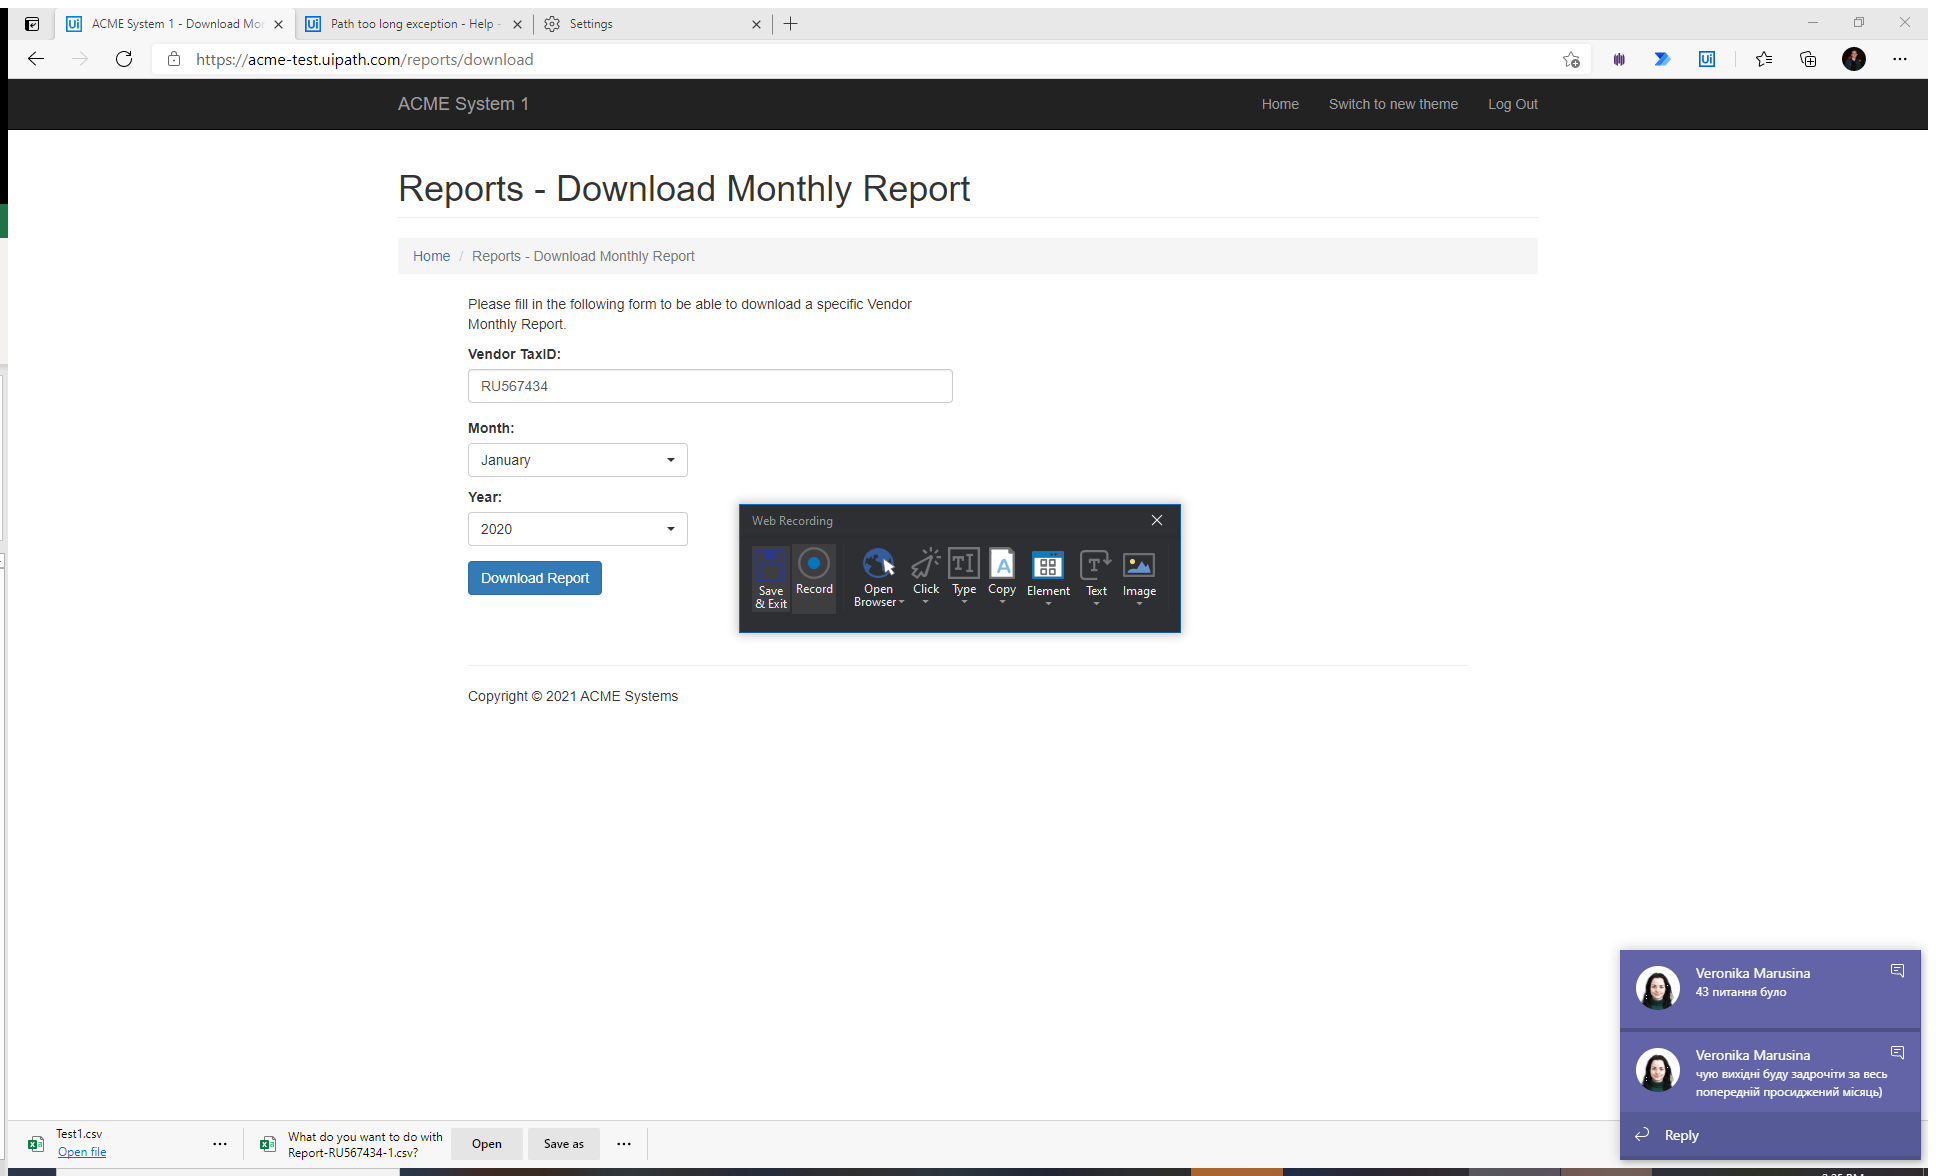 ACME System 1 - Download Mo
Path too long exception - Help -
Settings
https://acme-test.uipath.com/reports/download
ACME System 1
Home
Switch to new theme
Log Out
Reports - Download Monthly Report
Home / Reports - Download Monthly Report
Please fill in the following form to be able to download a specific Vendor
Monthly Report.
Vendor TaxID:
RU567434
Month:
January
Year:
2020
Download Report
Web Recording
Save
& Exit
Record
Open
Browser
Click
Type
Copy
Element
Text
Image
Copyright © 2021 ACME Systems
Veronika Marusina
43 питання було
Veronika Marusina
чую вихідні буду задрочіти за весь
попередній просиджений місяць)
Reply
Test1.csv
Open file
What do you want to do with
Report-RU567434-1.csv?
Open
Save as